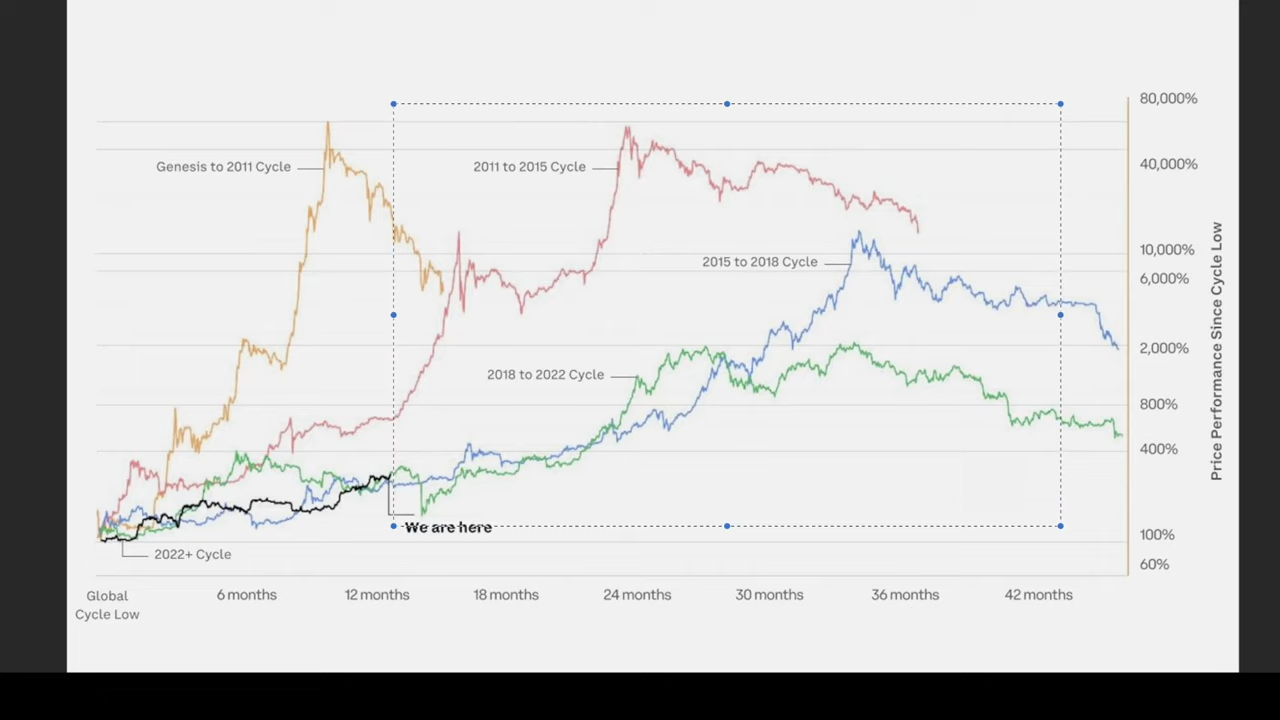 80,000%
Genesis to 2011 Cycle
2011 to 2015 Cycle
40,000%
2015 to 2018 Cycle
10,000%
6,000%
2018 to 2022 Cycle
2,000%
800%
400%
We are here
100%
2022+ Cycle
60%
Price Performance Since Cycle Low
Global
Cycle Low
6 months
12 months
18 months
24 months
30 months
36 months
42 months